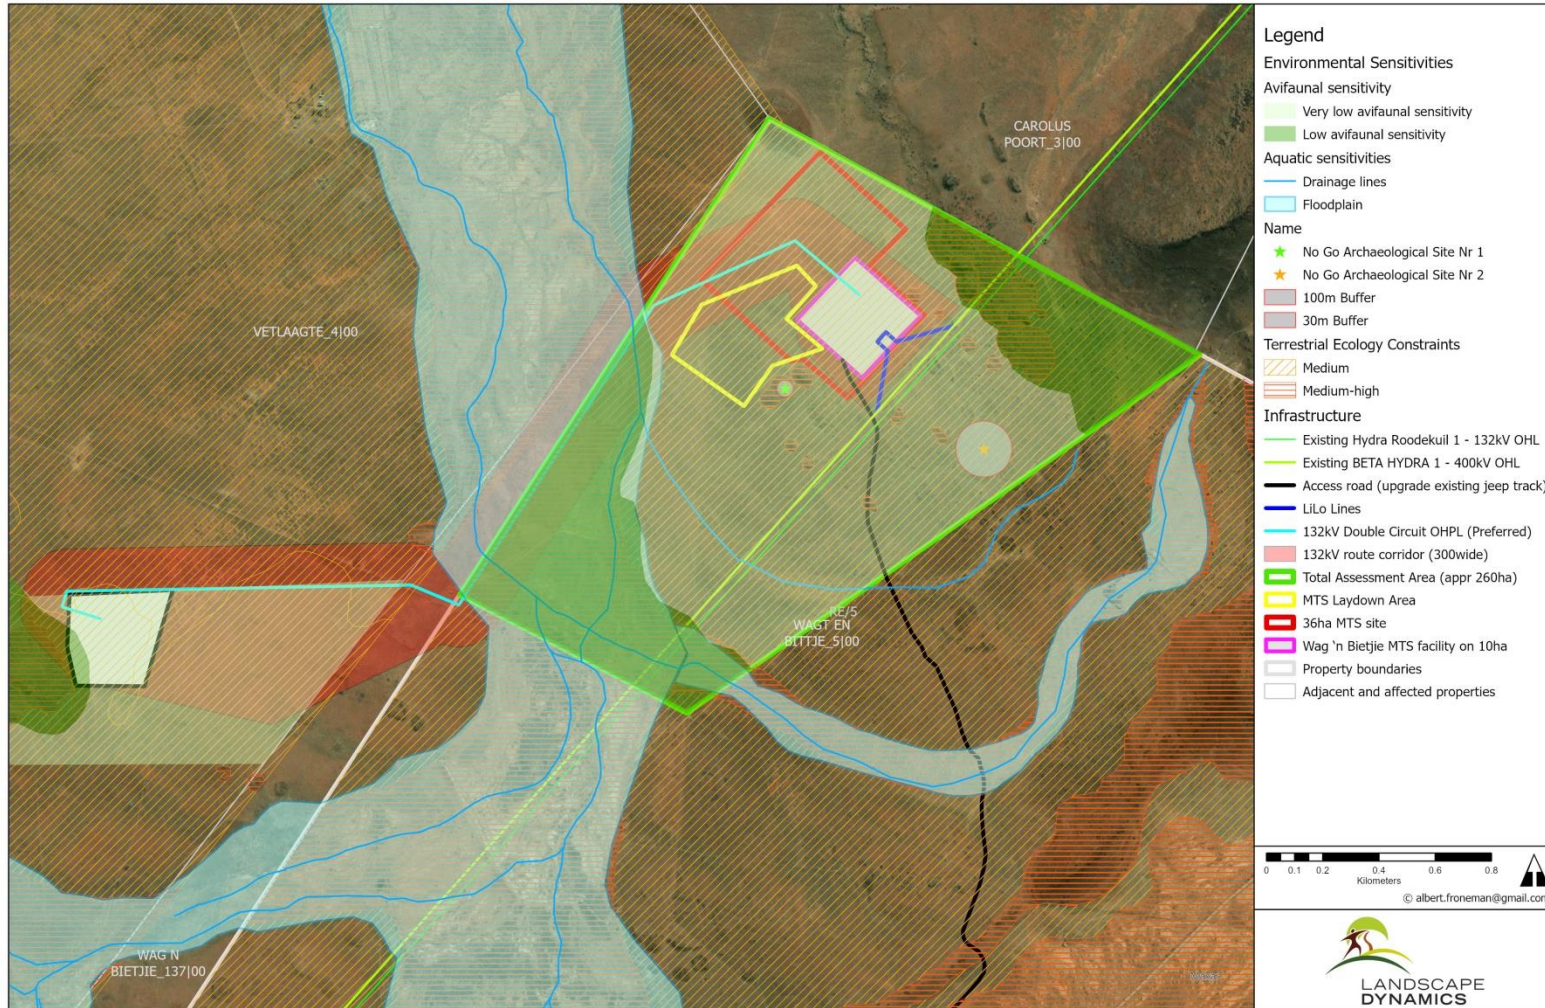 CAROLUS
POORT_3|00
VETLAAGTE_4|00
RE/5
WAGT EN
BITTJE_5|00
WAG N
BIETJIE_137|00
Legend
Environmental Sensitivities
Avifaunal sensitivity
Very low avifaunal sensitivity
Low avifaunal sensitivity
Aquatic sensitivities
Drainage lines
Floodplain
Name
No Go Archaeological Site Nr 1
No Go Archaeological Site Nr 2
100m Buffer
30m Buffer
Terrestrial Ecology Constraints
Medium
Medium-high
Infrastructure
Existing Hydra Roodekuil 1 - 132kV OHL
Existing BETA HYDRA 1 - 400kV OHL
Access road (upgrade existing jeep track)
LiLo Lines
132kV Double Circuit OHPL (Preferred)
132kV route corridor (300wide)
Total Assessment Area (appr 260ha)
MTS Laydown Area
36ha MTS site
Wag 'n Bietjie MTS facility on 10ha
Property boundaries
Adjacent and affected properties
0 0.1 0.2 0.4 0.6 0.8
Kilometers
© albert.froneman@gmail.com
LANDSCAPE
DYNAMICS